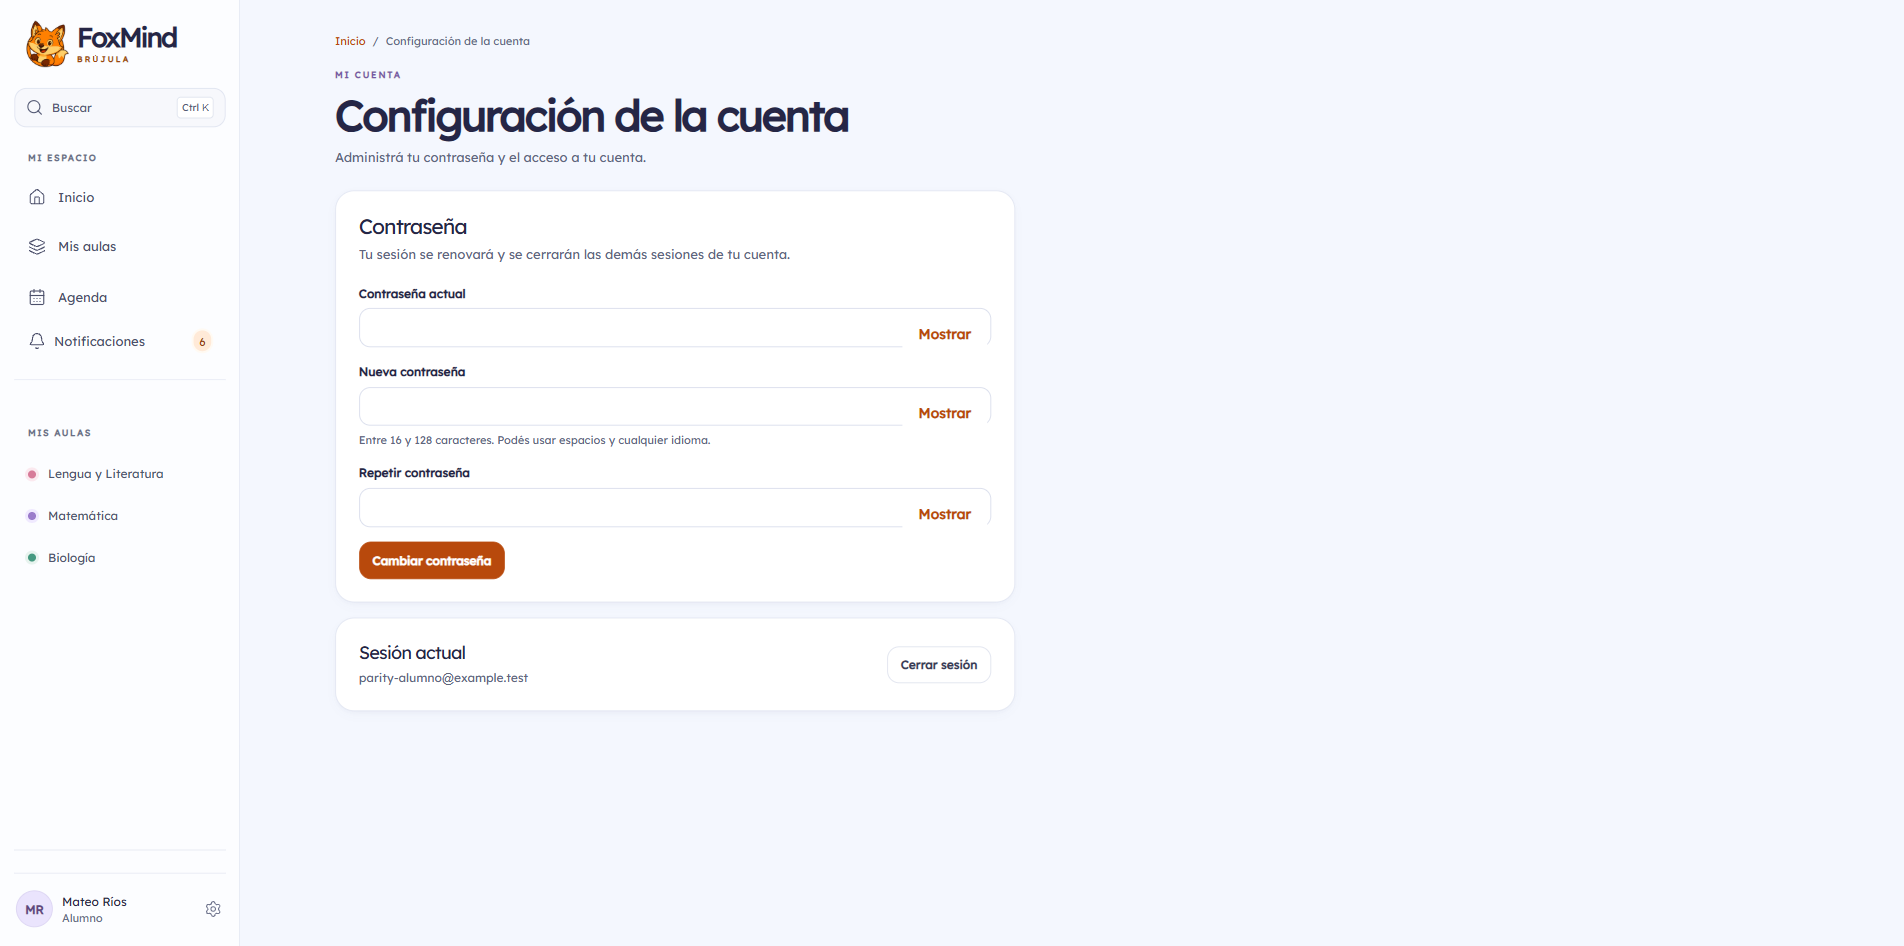 FoxMind
BRÚJULA
Buscar
Ctrl K
MI ESPACIO
Inicio
Mis aulas
Agenda
Notificaciones
6
MIS AULAS
Lengua y Literatura
Matemática
Biología
MR
Mateo Ríos
Alumno
Inicio / Configuración de la cuenta
MI CUENTA
Configuración de la cuenta
Administrá tu contraseña y el acceso a tu cuenta.
Contraseña
Tu sesión se renovará y se cerrarán las demás sesiones de tu cuenta.
Contraseña actual
Mostrar
Nueva contraseña
Mostrar
Entre 16 y 128 caracteres. Podés usar espacios y cualquier idioma.
Repetir contraseña
Mostrar
Cambiar contraseña
Sesión actual
parity-alumno@example.test
Cerrar sesión